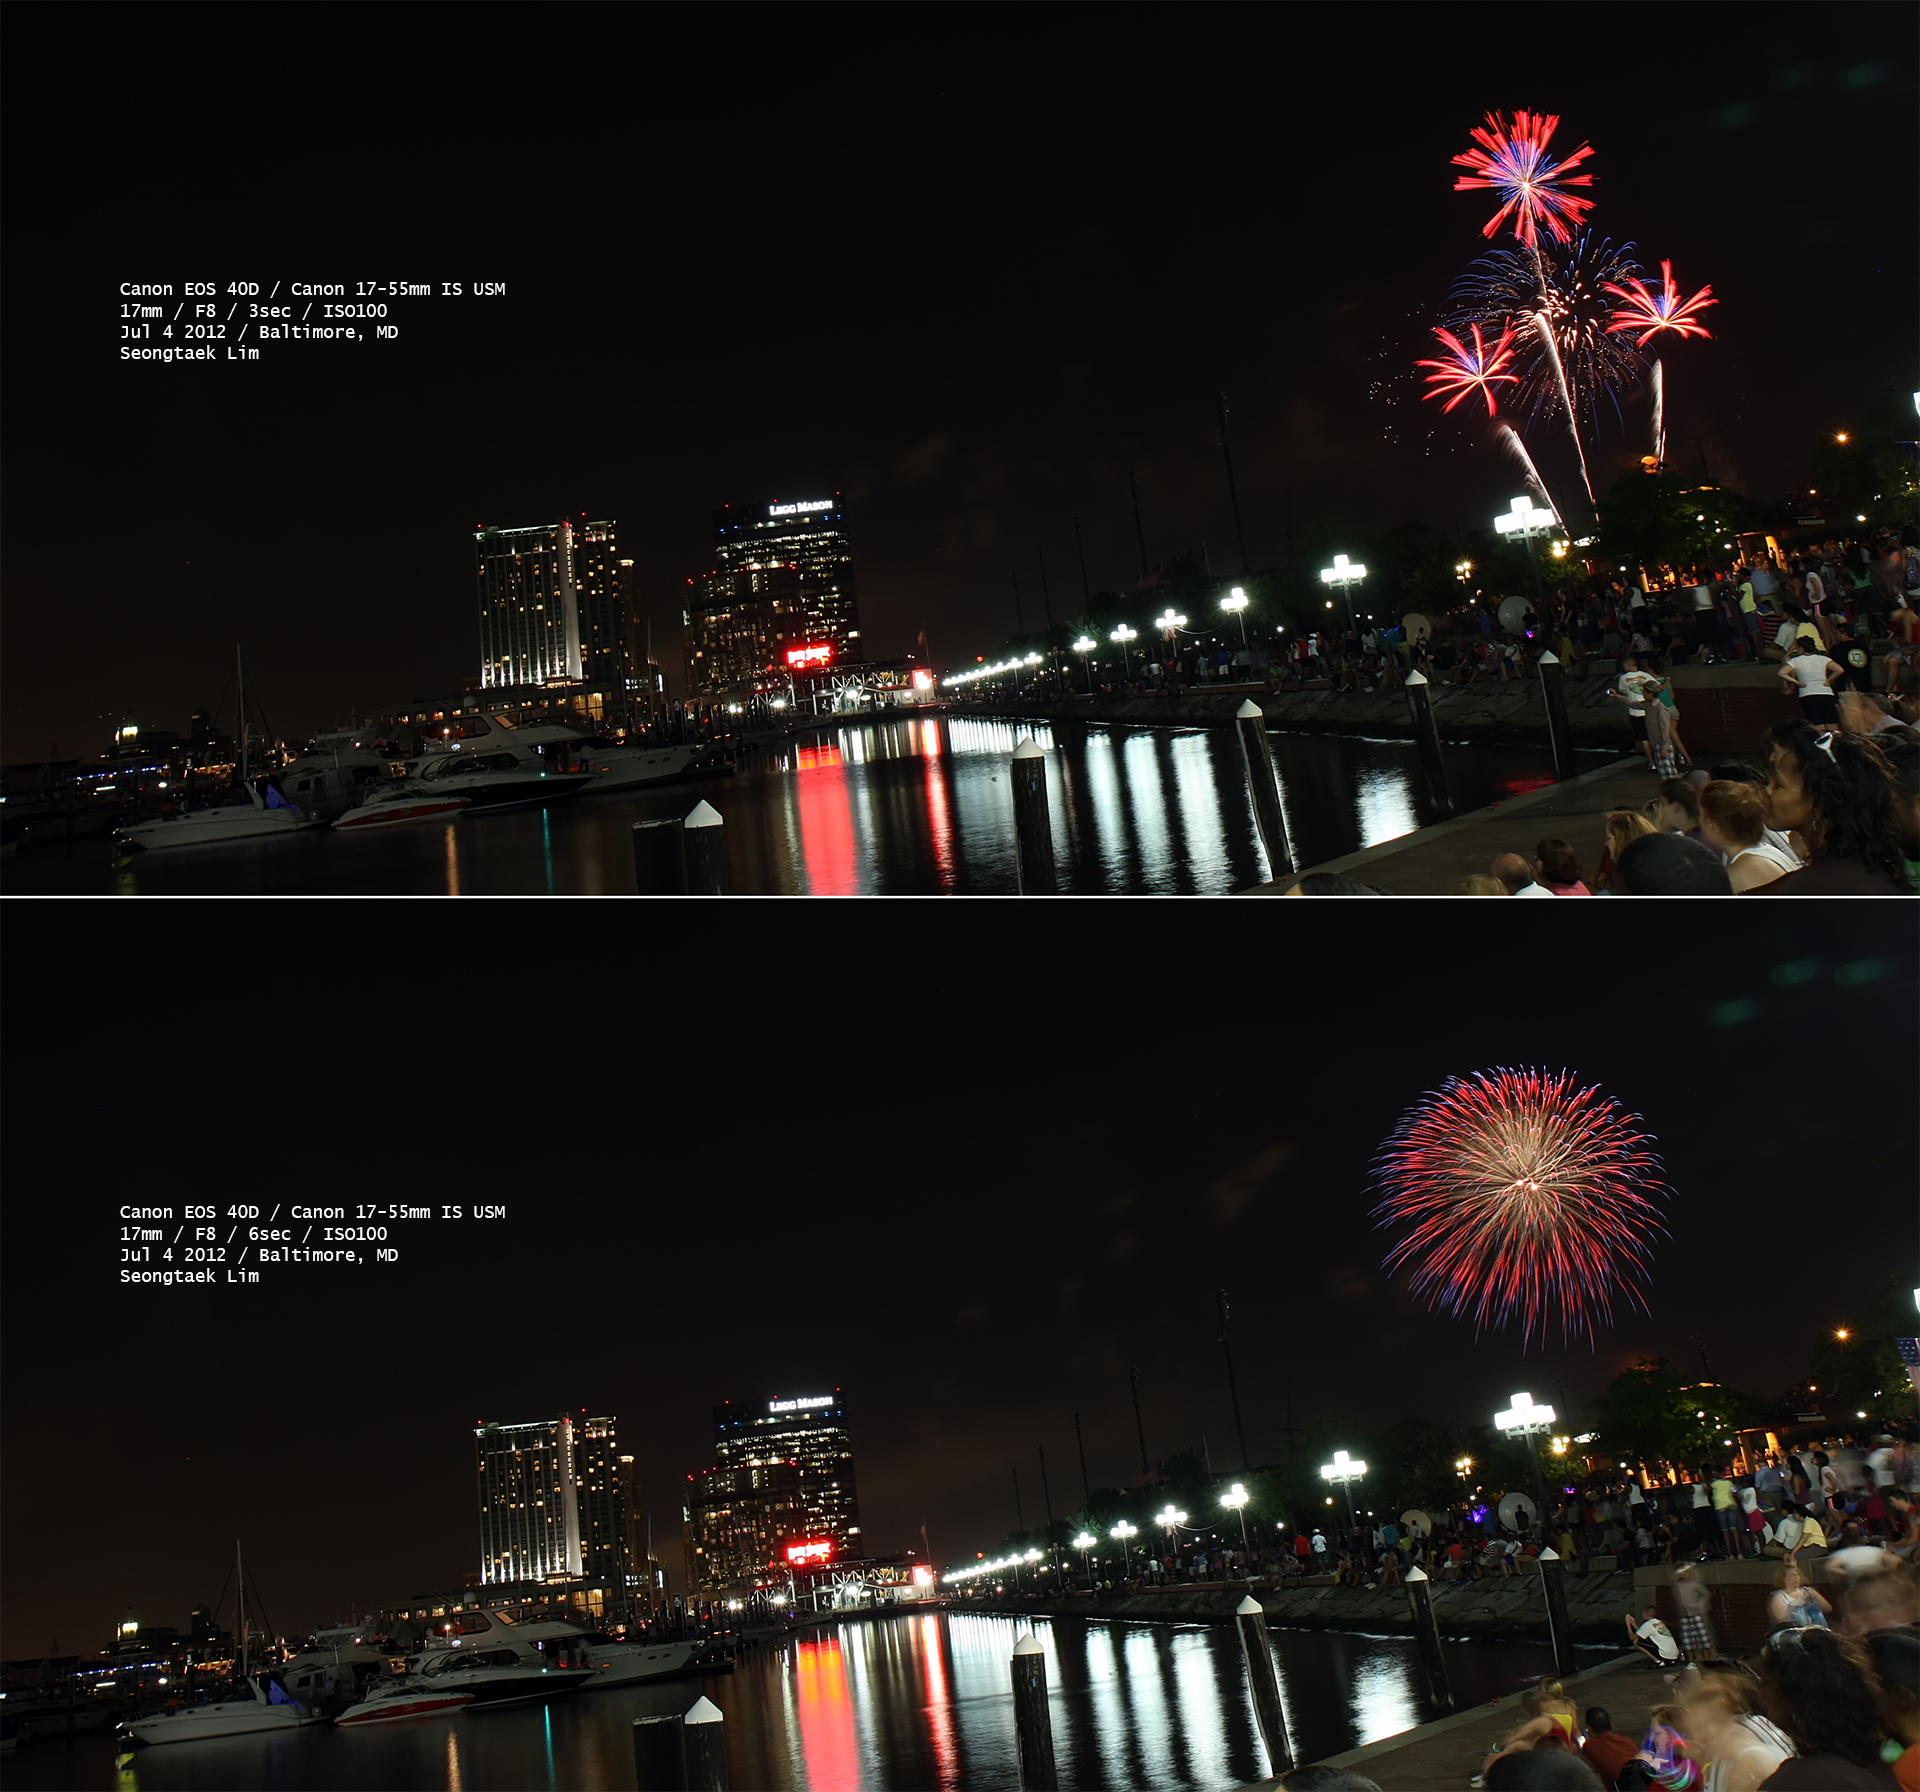 Canon EOS 40D / Canon 17-55mm IS USM
17mm / F8 / 3sec / ISO100
Jul 4 2012 / Baltimore, MD
Seongtaek Lim
LEGG MASON
Canon EOS 40D / Canon 17-55mm IS USM
17mm / F8 / 6sec / ISO100
Jul 4 2012 / Baltimore, MD
Seongtaek Lim
LEGG MASON